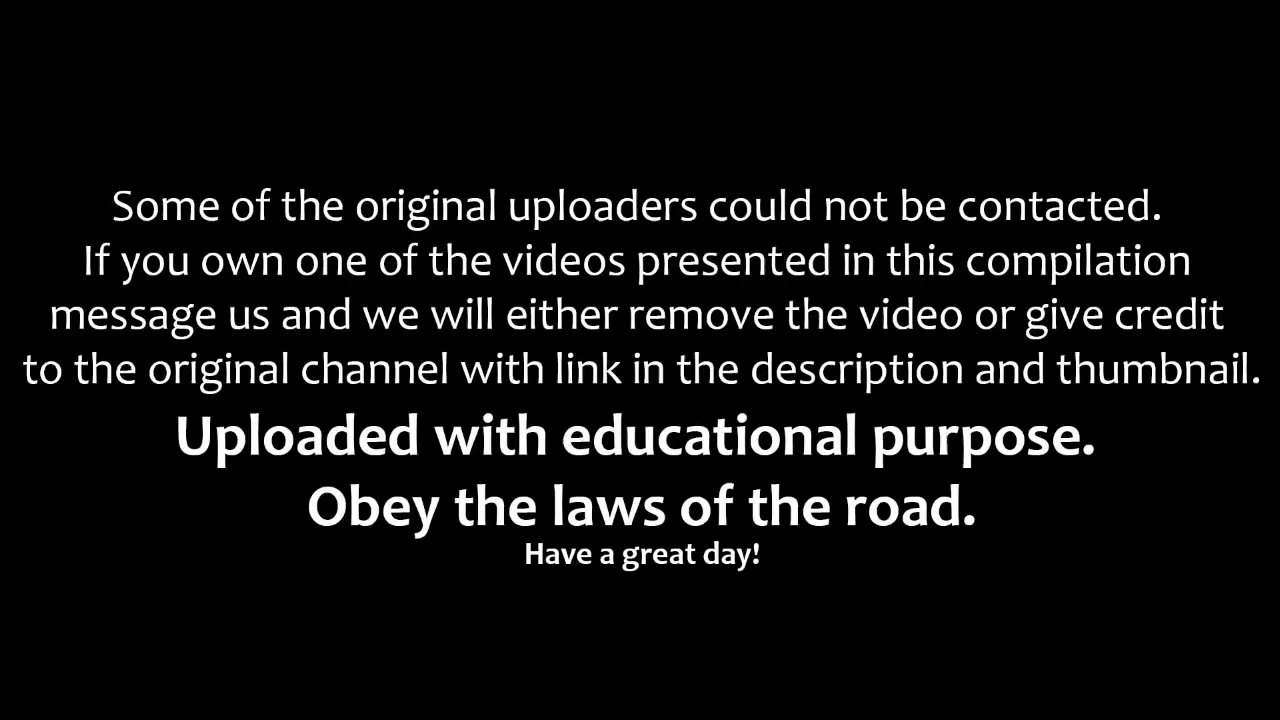 Some of the original uploaders could not be contacted.
If you own one of the videos presented in this compilation
message us and we will either remove the video or give credit
to the original channel with link in the description and thumbnail.
Uploaded with educational purpose.
Obey the laws of the road.
Have a great day!